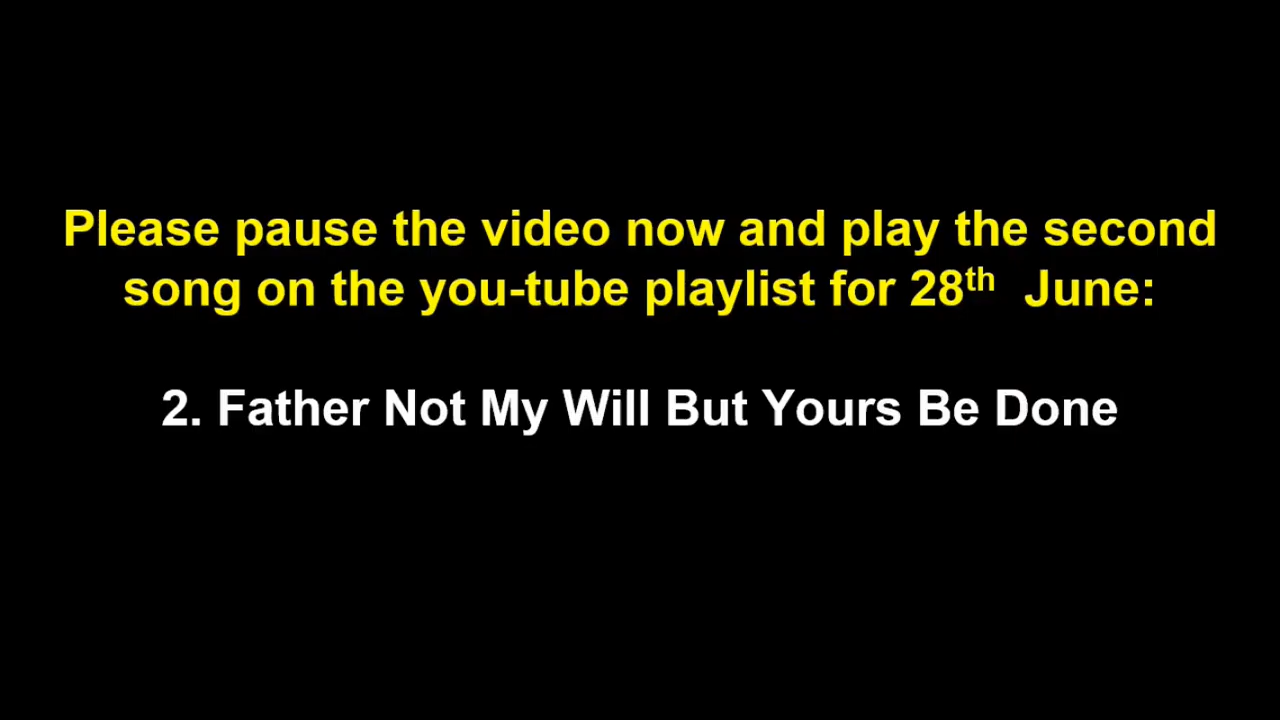 Please pause the video now and play the second
song on the you-tube playlist for 28th June:
2. Father Not My Will But Yours Be Done